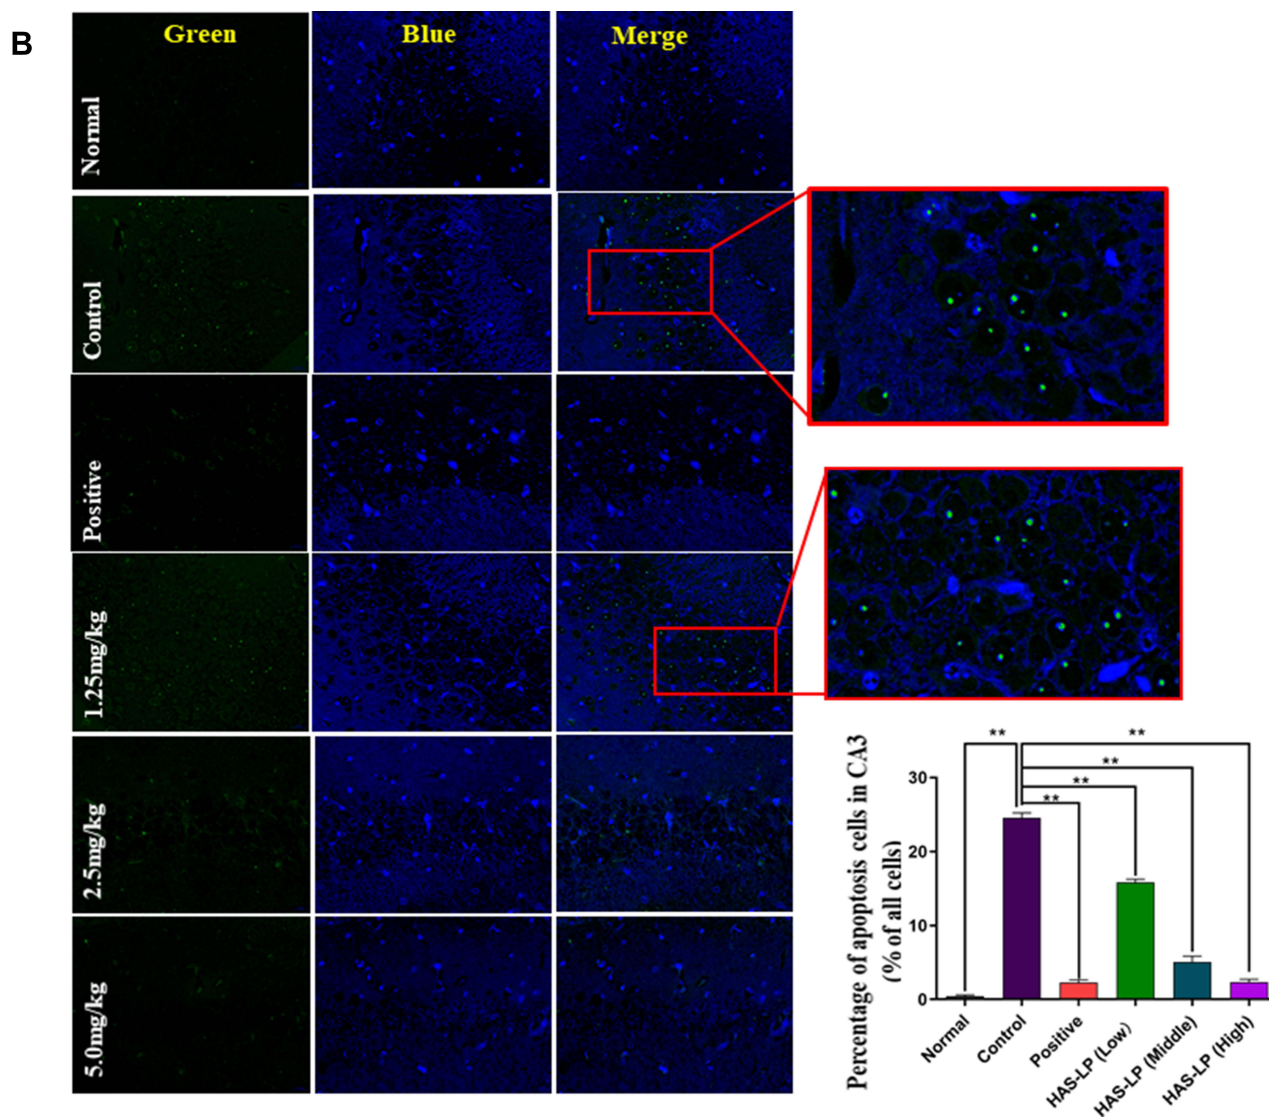 B
Green
Blue
Merge
Normal
Control
Positive
1.25mg/kg
2.5mg/kg
5.0mg/kg
Percentage of apoptosis cells in CA3
(% of all cells)
30
20
10
0
**
**
**
**
**
Normal
Control
Positive
HAS-LP (Low)
HAS-LP (Middle)
HAS-LP (High)